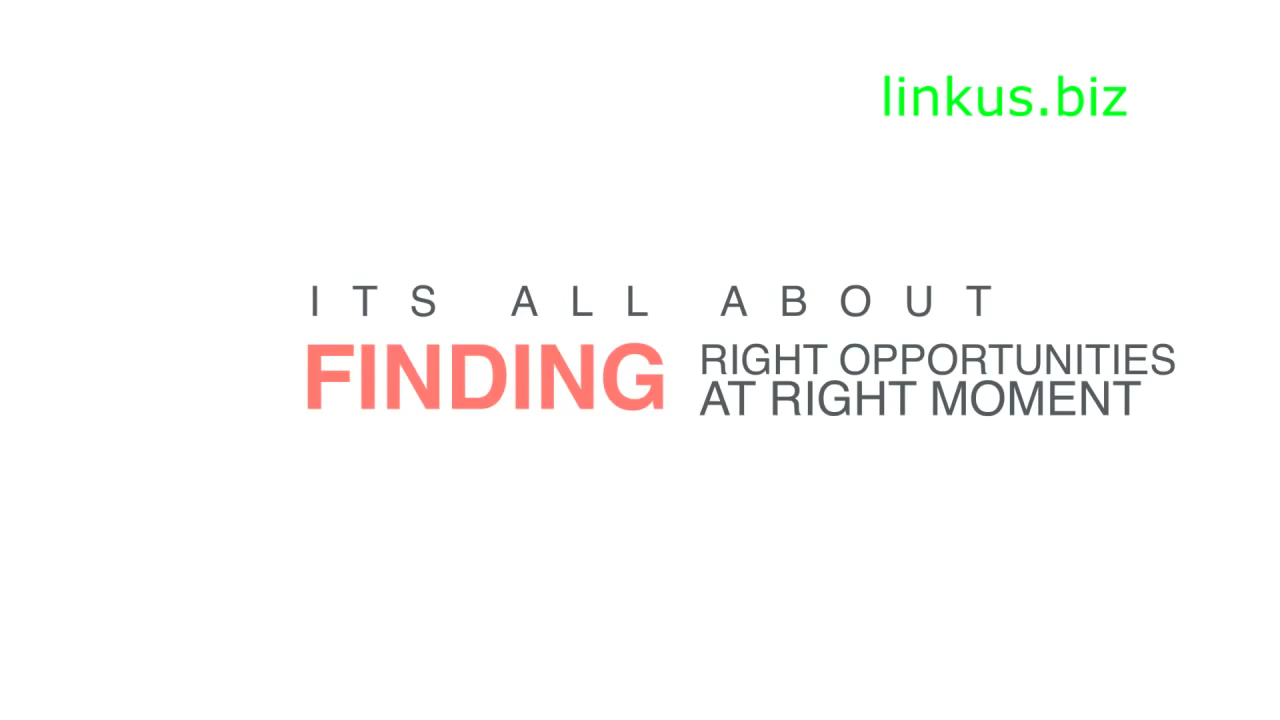 linkus.biz
ITS ALL ABOUT
FINDING
RIGHT OPPORTUNITIES
AT RIGHT MOMENT